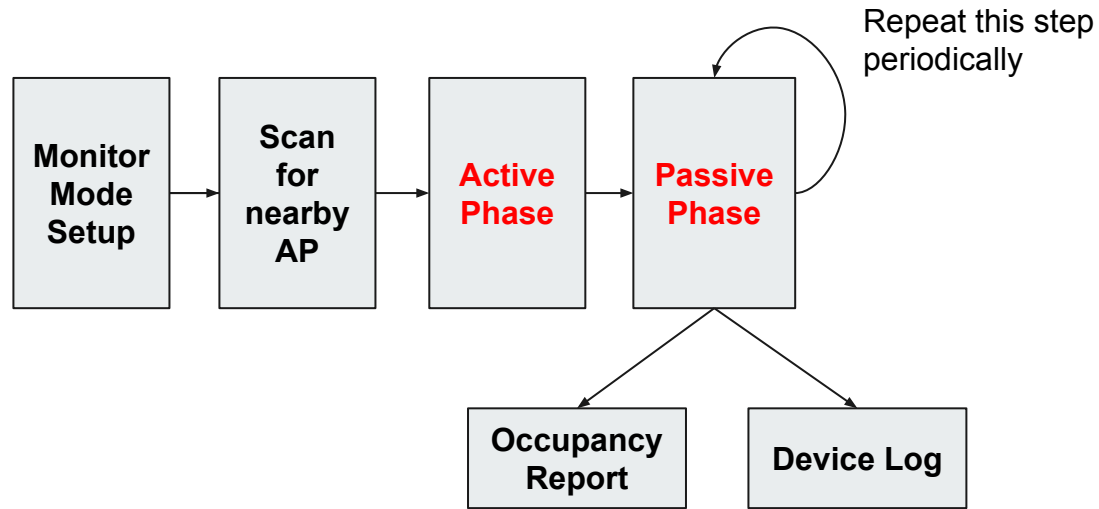 Repeat this step
periodically
Monitor
Mode
Setup
Scan
for
nearby
AP
Active
Phase
Passive
Phase
Occupancy
Report
Device Log